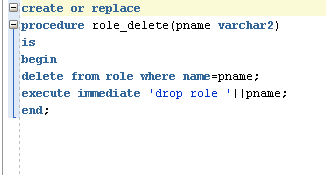 create or replace
procedure role_delete(pname varchar2)
is
begin
delete from role where name=pname;
execute immediate 'drop role '||pname;
end;